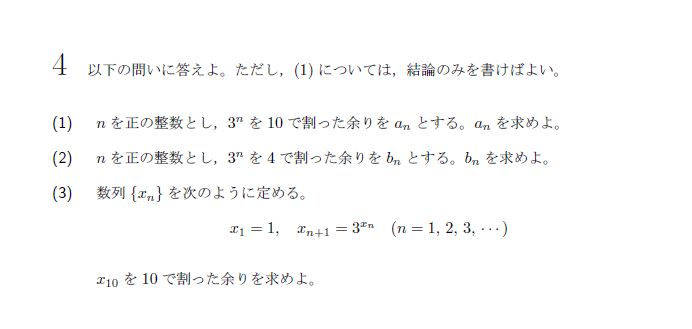 4 以下の問いに答えよ。ただし，(1) については，結論のみを書けばよい。
(1) n を正の整数とし，3^n を 10 で割った余りを a_n とする。a_n を求めよ。
(2) n を正の整数とし，3^n を 4 で割った余りを b_n とする。b_n を求めよ。
(3) 数列 {x_n} を次のように定める。
x_1 = 1, x_{n+1} = 3^{x_n} (n = 1, 2, 3, ···)
x_{10} を 10 で割った余りを求めよ。